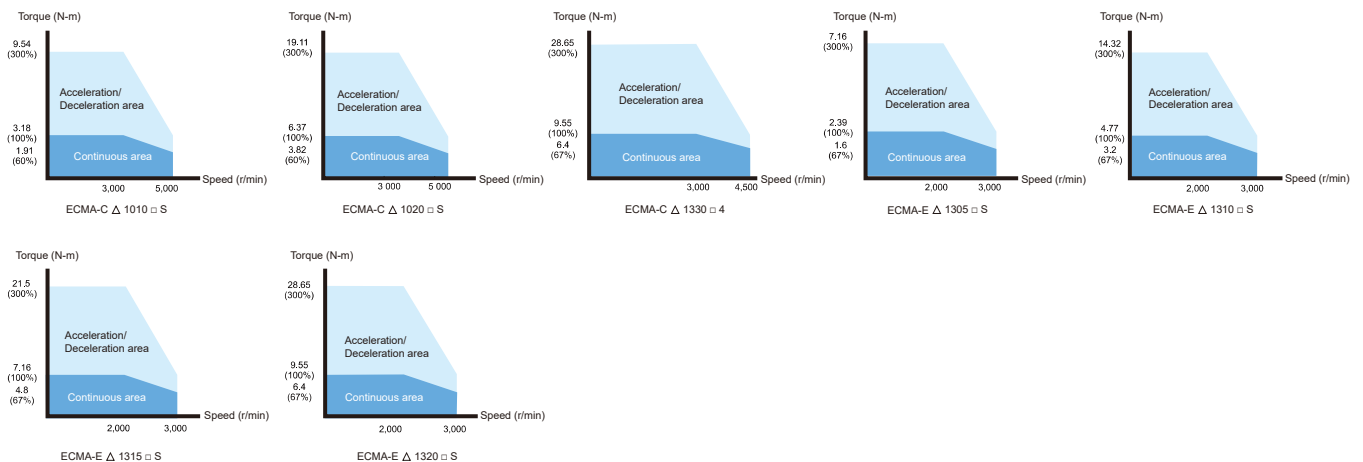 Torque (N-m)
9.54
(300%)
Acceleration/
Deceleration area
3.18
(100%)
1.91
(60%)
Continuous area
3,000
5,000
Speed (r/min)
ECMA-C △ 1010 □ S
Torque (N-m)
19.11
(300%)
Acceleration/
Deceleration area
6.37
(100%)
3.82
(60%)
Continuous area
3 000
5 000
Speed (r/min)
ECMA-C △ 1020 □ S
Torque (N-m)
28.65
(300%)
Acceleration/
Deceleration area
9.55
(100%)
6.4
(67%)
Continuous area
3,000
4,500
Speed (r/min)
ECMA-C △ 1330 □ 4
Torque (N-m)
7.16
(300%)
Acceleration/
Deceleration area
2.39
(100%)
1.6
(67%)
Continuous area
2,000
3,000
Speed (r/min)
ECMA-E △ 1305 □ S
Torque (N-m)
14.32
(300%)
Acceleration/
Deceleration area
4.77
(100%)
3.2
(67%)
Continuous area
2,000
3,000
Speed (r/min)
ECMA-E △ 1310 □ S
Torque (N-m)
21.5
(300%)
Acceleration/
Deceleration area
7.16
(100%)
4.8
(67%)
Continuous area
2,000
3,000
Speed (r/min)
ECMA-E △ 1315 □ S
Torque (N-m)
28.65
(300%)
Acceleration/
Deceleration area
9.55
(100%)
6.4
(67%)
Continuous area
2,000
3,000
Speed (r/min)
ECMA-E △ 1320 □ S